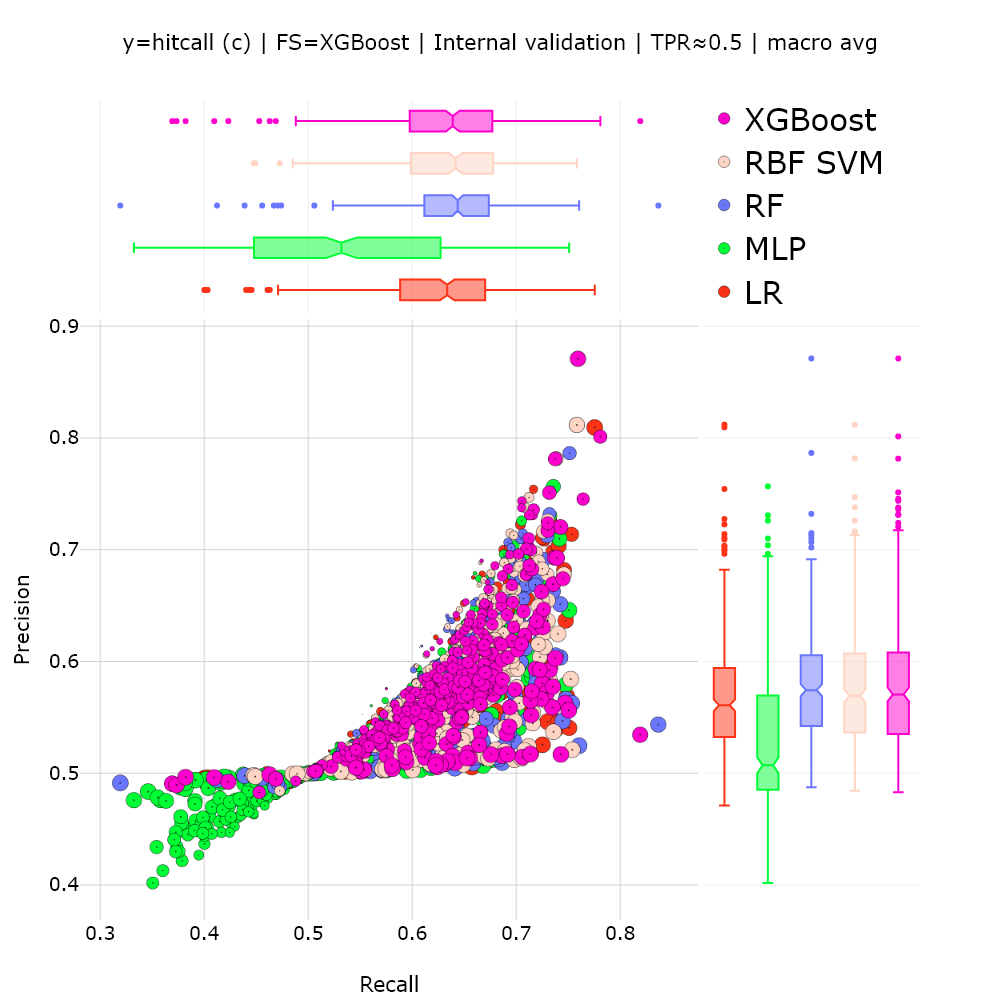 y=hitcall (c) | FS=XGBoost | Internal validation | TPR≈0.5 | macro avg
XGBoost
RBF SVM
RF
MLP
LR
0.9
0.8
0.7
0.6
0.5
0.4
Precision
0.3 0.4 0.5 0.6 0.7 0.8
Recall